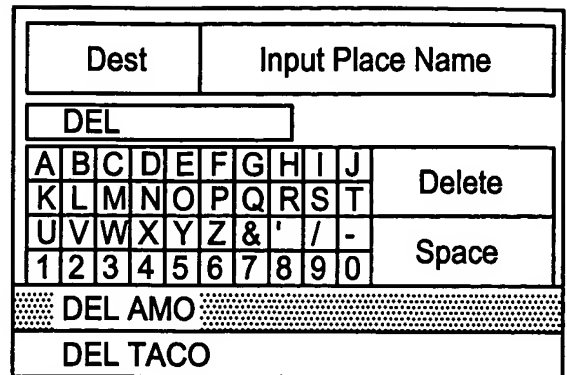 Dest Input Place Name
DEL
A B C D E F G H I J
K L M N O P Q R S T
Delete
U V W X Y Z & ' / -
1 2 3 4 5 6 7 8 9 0
Space
DEL AMO
DEL TACO